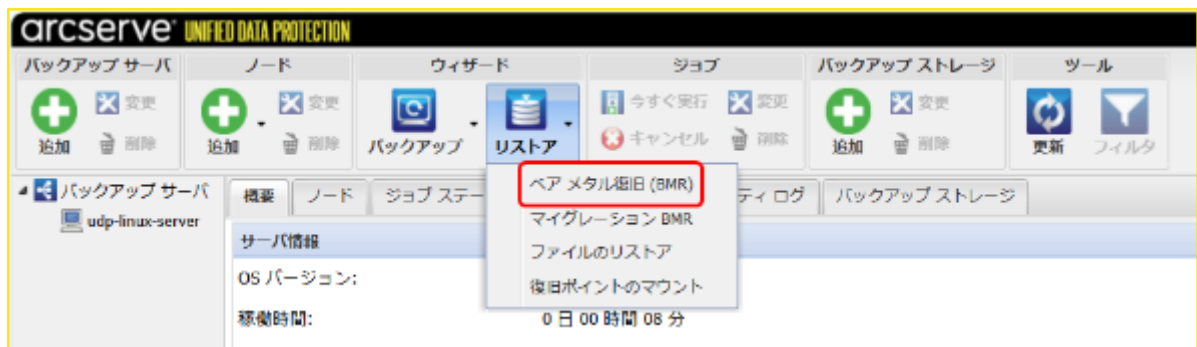 arcserve® UNIFIED DATA PROTECTION
バックアップ サーバ ノード ウィザード ジョブ バックアップ ストレージ ツール
変更 変更 今すぐ実行 変更 変更
追加 削除 追加 削除 バックアップ リストア キャンセル 削除 追加 削除 更新 フィルタ
バックアップ サーバ 概要 ノード ジョブ ステー ティ ログ バックアップ ストレージ
ベア メタル復旧 (BMR)
udp-linux-server
マイグレーション BMR
サーバ情報
ファイルのリストア
OS バージョン:
復旧ポイントのマウント
稼働時間: 0 日 00 時間 08 分